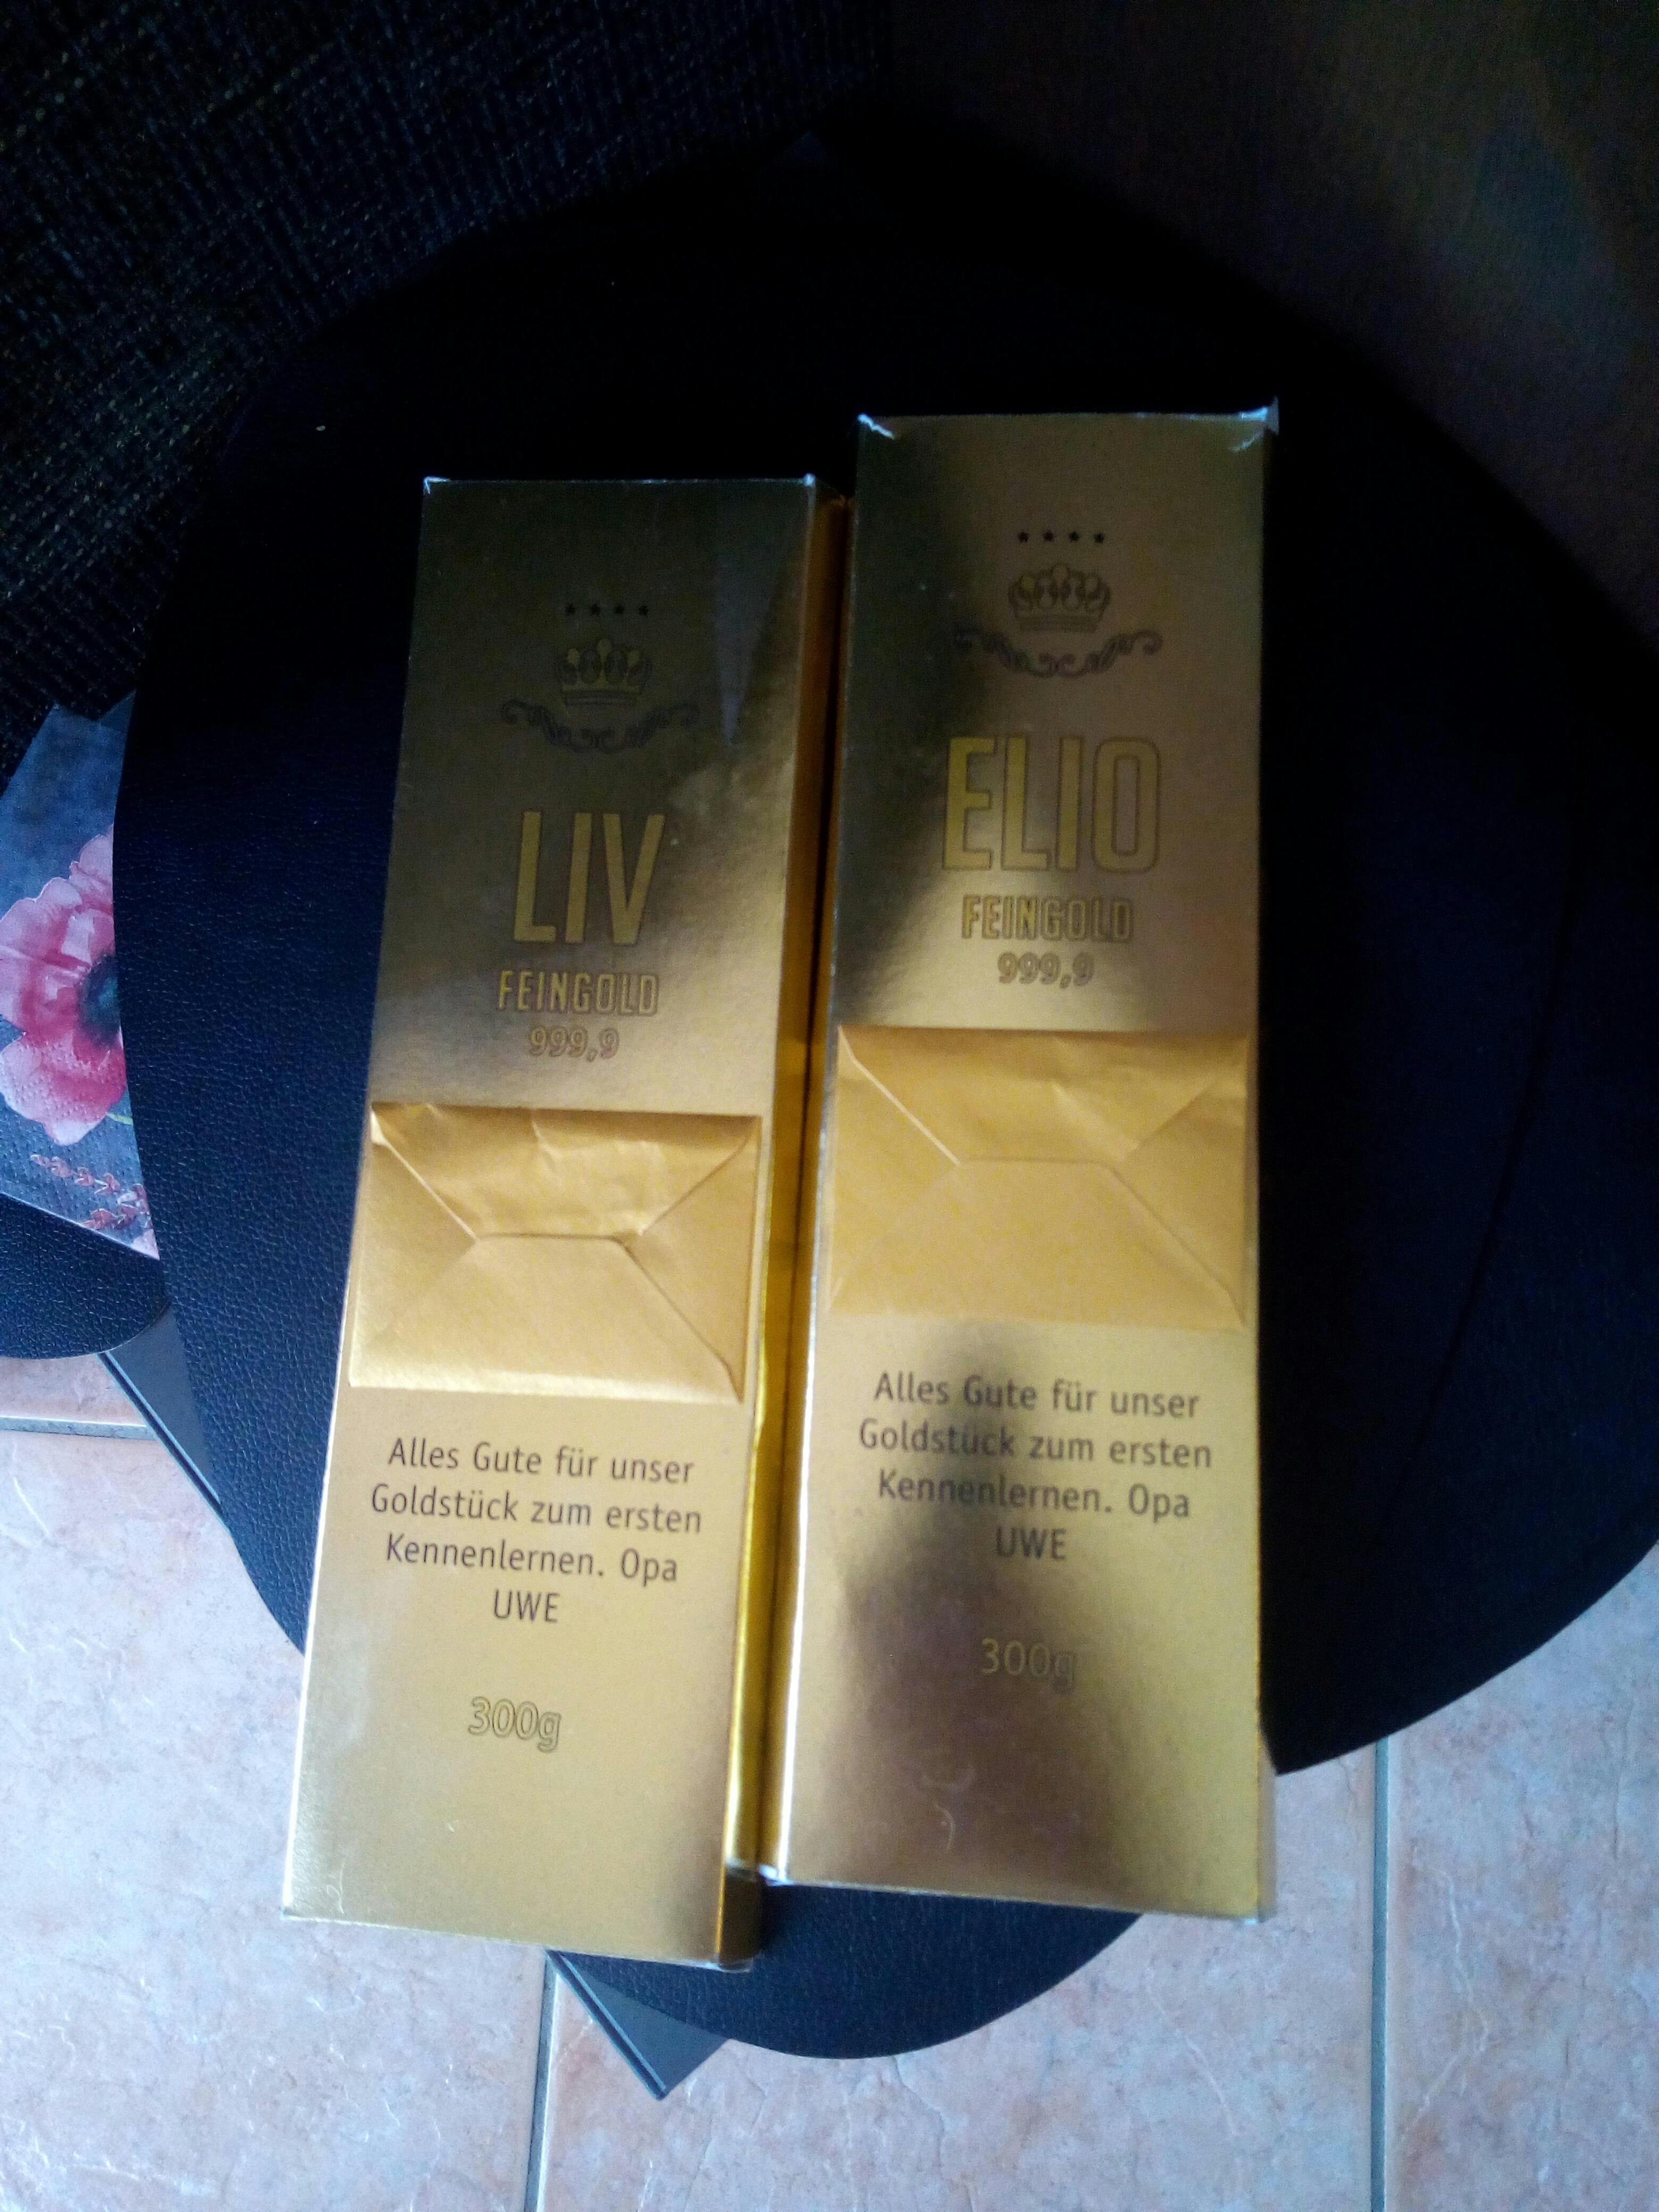 LIV
FEINGOLD
999,9
Alles Gute für unser
Goldstück zum ersten
Kennenlernen. Opa
UWE
300g
ELIO
FEINGOLD
999,9
Alles Gute für unser
Goldstück zum ersten
Kennenlernen. Opa
UWE
300g